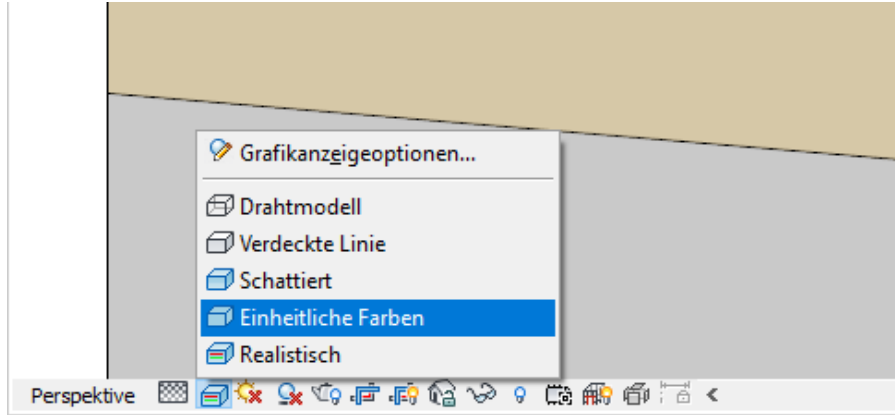 Grafikanzeigeoptionen...
Drahtmodell
Verdeckte Linie
Schattiert
Einheitliche Farben
Realistisch
Perspektive